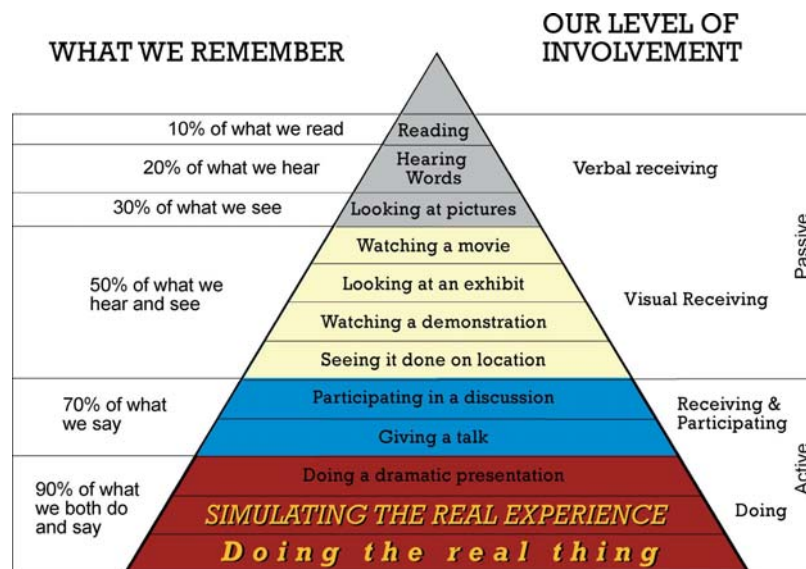 WHAT WE REMEMBER
OUR LEVEL OF
INVOLVEMENT
10% of what we read
Reading
20% of what we hear
Hearing
Words
Verbal receiving
30% of what we see
Looking at pictures
50% of what we
hear and see
Watching a movie
Looking at an exhibit
Watching a demonstration
Seeing it done on location
Visual Receiving
Passive
70% of what
we say
Participating in a discussion
Giving a talk
Receiving &
Participating
90% of what
we both do
and say
Doing a dramatic presentation
SIMULATING THE REAL EXPERIENCE
Doing the real thing
Doing
Active